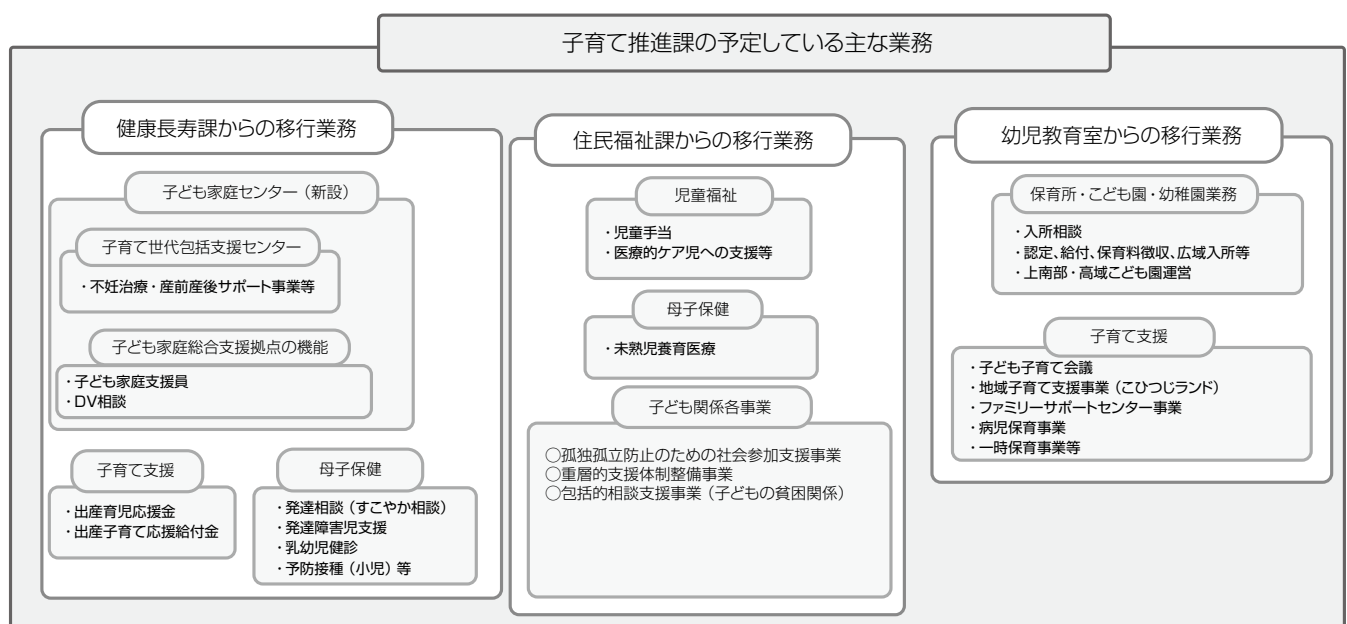 子育て推進課の予定している主な業務
健康長寿課からの移行業務
子ども家庭センター（新設）
子育て世代包括支援センター
・不妊治療・産前産後サポート事業等
子ども家庭総合支援拠点の機能
・子ども家庭支援員
・DV相談
子育て支援
・出産育児応援金
・出産子育て応援給付金
母子保健
・発達相談（すこやか相談）
・発達障害児支援
・乳幼児健診
・予防接種（小児）等
住民福祉課からの移行業務
児童福祉
・児童手当
・医療的ケア児への支援等
母子保健
・未熟児養育医療
子ども関係各事業
○孤独孤立防止のための社会参加支援事業
○重層的支援体制整備事業
○包括的相談支援事業（子どもの貧困関係）
幼児教育室からの移行業務
保育所・こども園・幼稚園業務
・入所相談
・認定、給付、保育料徴収、広域入所等
・上南部・高城こども園運営
子育て支援
・子ども子育て会議
・地域子育て支援事業（こひつじランド）
・ファミリーサポートセンター事業
・病児保育事業
・一時保育事業等